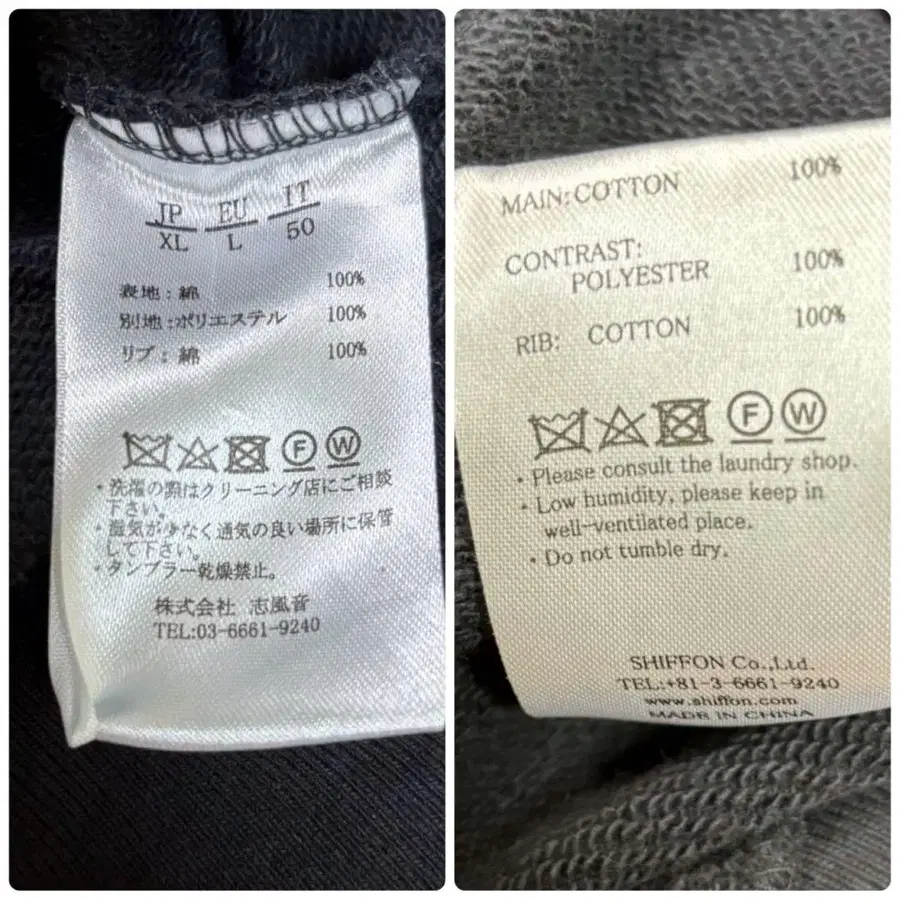 JP EU IT
XL L 50
表地:綿 100%
別地:ポリエステル 100%
リブ:綿 100%
F W
・洗濯の際はクリーニング店にご相談
下さい。
・湿気が少なく通気の良い場所に保管
して下さい。
・タンブラー乾燥禁止。
株式会社 志風音
TEL:03-6661-9240
MAIN:COTTON 100%
CONTRAST:
POLYESTER 100%
RIB: COTTON 100%
F W
・Please consult the laundry shop.
・Low humidity, please keep in
well-ventilated place.
・Do not tumble dry.
SHIFFON Co.,Ltd.
TEL:+81-3-6661-9240
www.shiffon.com
MADE IN CHINA